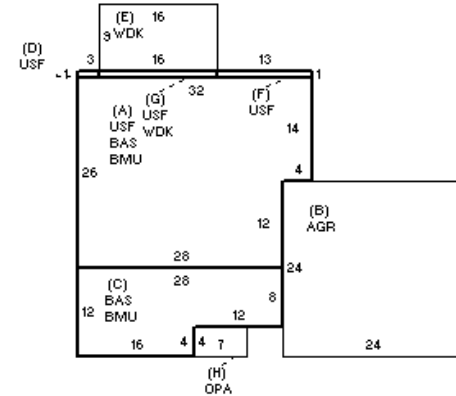 (E) 16
WDK
9
(D)
USF
3 16 13
1 1
32
(G)
USF
WDK
(F)
USF
(A)
USF
BAS
BMU
14
4
26
(B)
AGR
12
28
24
28
(C)
BAS
BMU
8
12
12
16
4 4 7
24
(H)
OPA